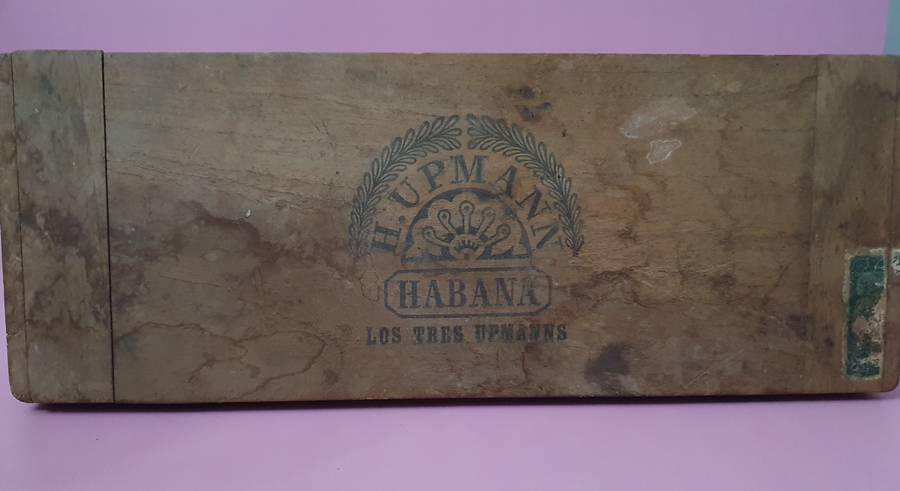 H. UPMANN
HABANA
LOS TRES UPMANNS